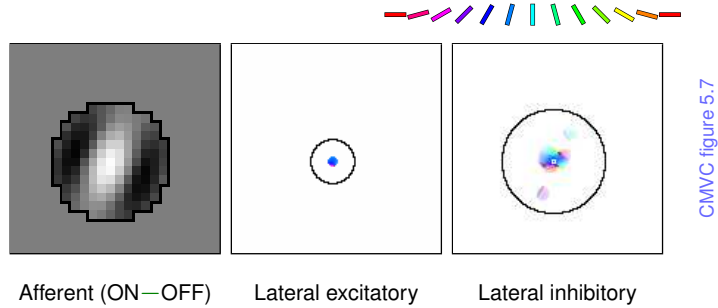 CMVC figure 5.7
Afferent (ON−OFF)
Lateral excitatory
Lateral inhibitory